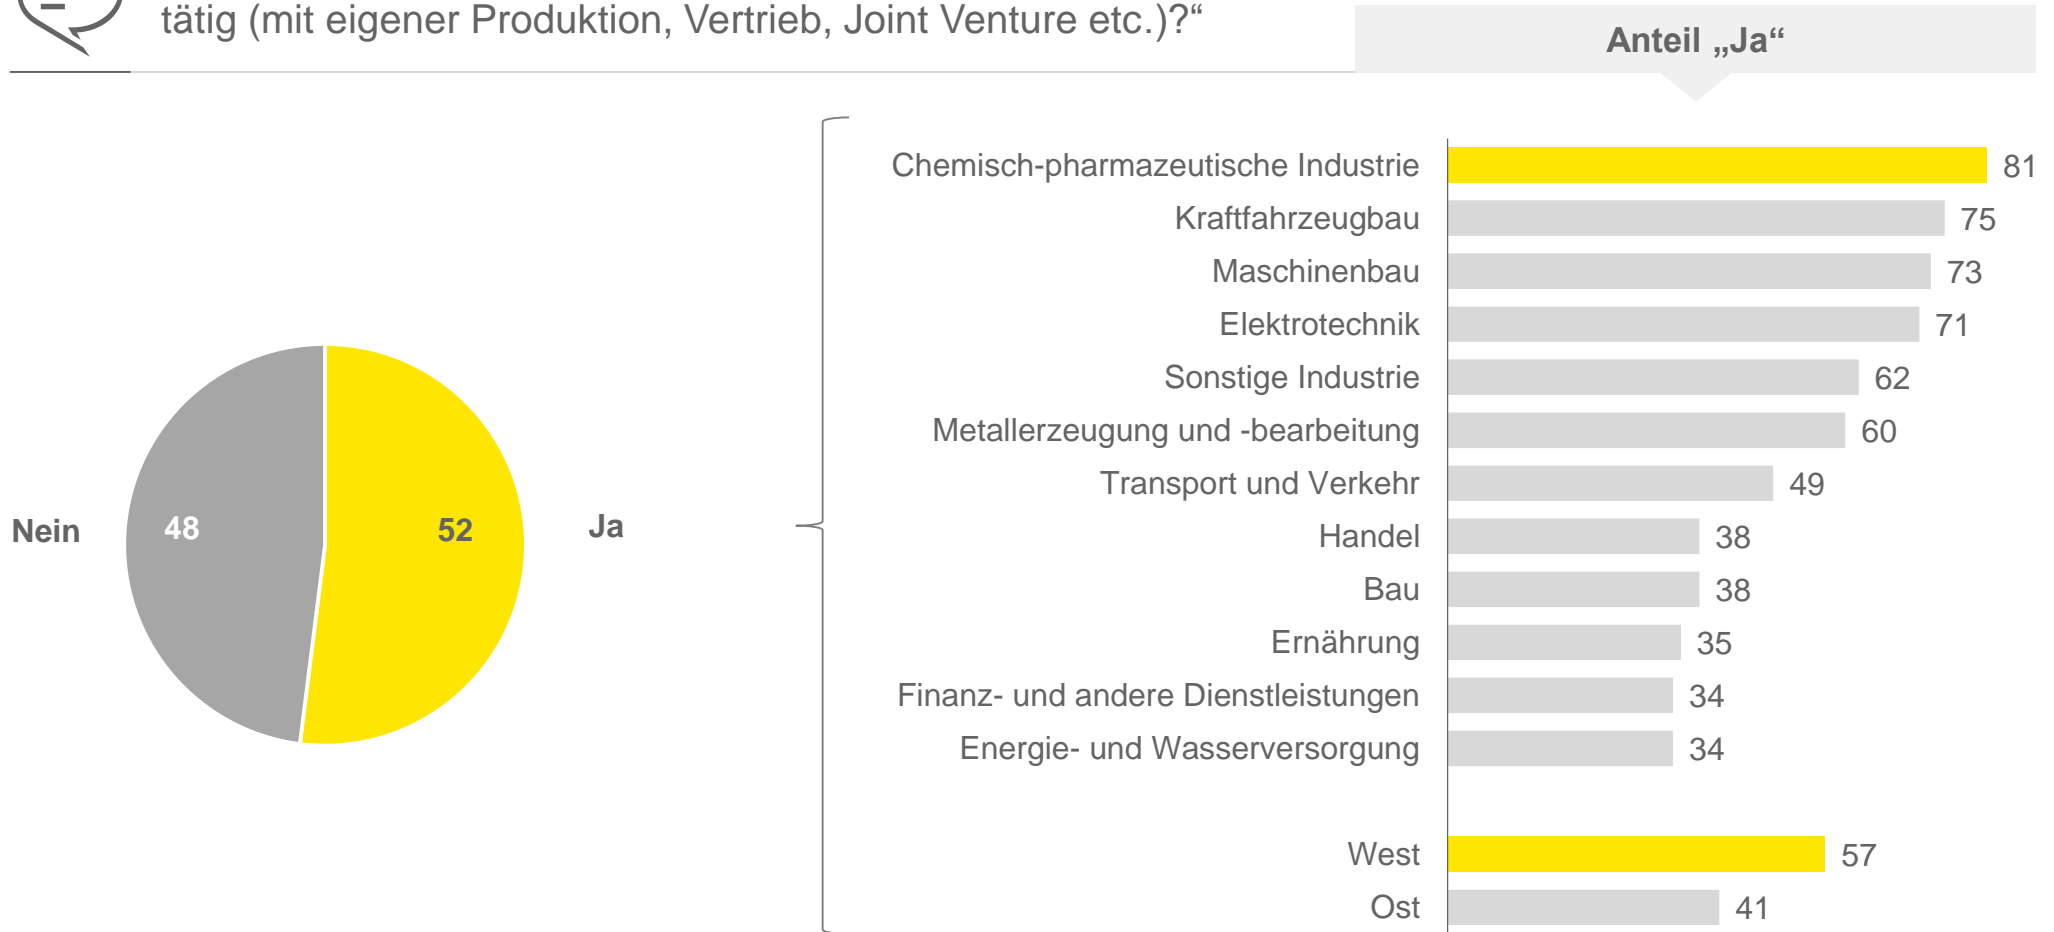 tätig (mit eigener Produktion, Vertrieb, Joint Venture etc.)?“
Anteil „Ja“
Nein
48
52
Ja
Chemisch-pharmazeutische Industrie 81
Kraftfahrzeugbau 75
Maschinenbau 73
Elektrotechnik 71
Sonstige Industrie 62
Metallerzeugung und -bearbeitung 60
Transport und Verkehr 49
Handel 38
Bau 38
Ernährung 35
Finanz- und andere Dienstleistungen 34
Energie- und Wasserversorgung 34
West 57
Ost 41